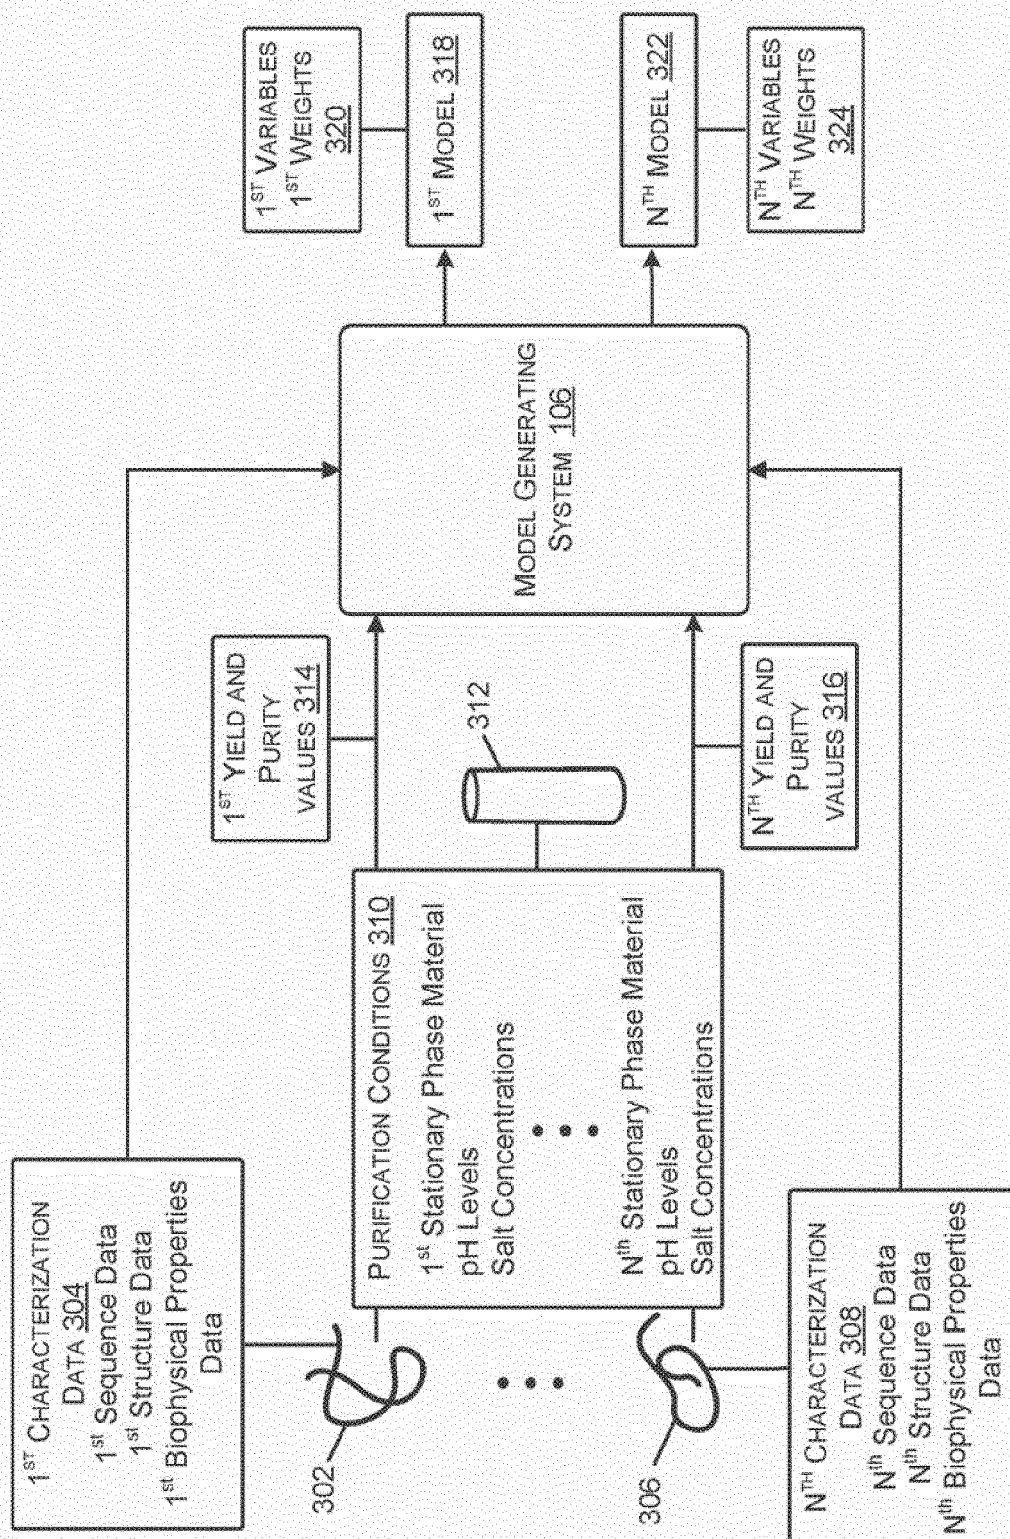 1ST CHARACTERIZATION
DATA 304
1st Sequence Data
1st Structure Data
1st Biophysical Properties
Data
302
306
NTH CHARACTERIZATION
DATA 308
Nth Sequence Data
Nth Structure Data
Nth Biophysical Properties
Data
PURIFICATION CONDITIONS 310
1st Stationary Phase Material
pH Levels
Salt Concentrations
Nth Stationary Phase Material
pH Levels
Salt Concentrations
312
1ST YIELD AND
PURITY
VALUES 314
NTH YIELD AND
PURITY
VALUES 316
MODEL GENERATING
SYSTEM 106
1ST VARIABLES
1ST WEIGHTS
320
1ST MODEL 318
NTH MODEL 322
NTH VARIABLES
NTH WEIGHTS
324